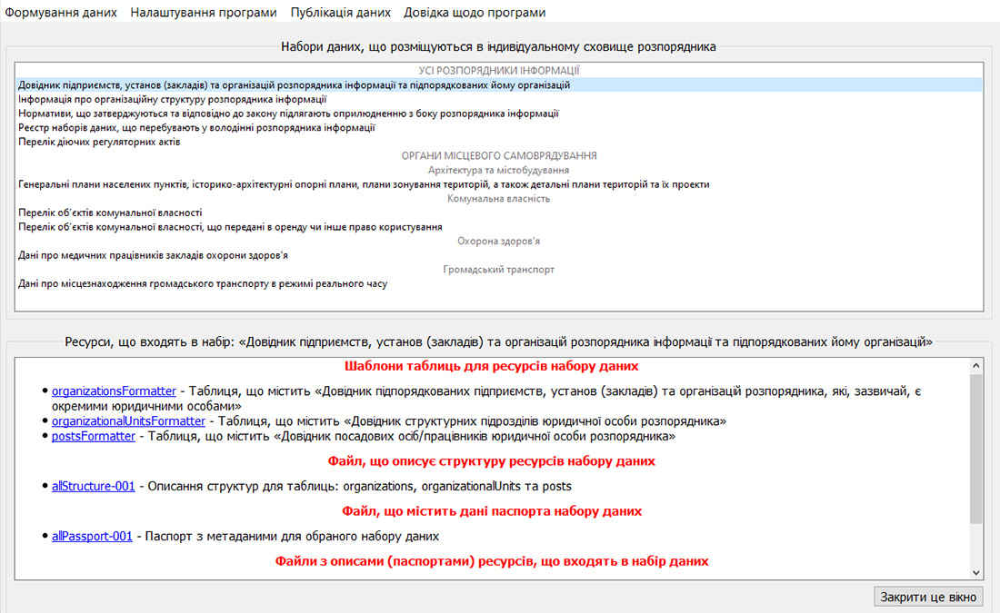 Формування даних Налаштування програми Публікація даних Довідка щодо програми
Набори даних, що розміщуються в індивідуальному сховище розпорядника
УСІ РОЗПОРЯДНИКИ ІНФОРМАЦІЇ
Довідник підприємств, установ (закладів) та організацій розпорядника інформації та підпорядкованих йому організацій
Інформація про організаційну структуру розпорядника інформації
Нормативи, що затверджуються та відповідно до закону підлягають оприлюдненню з боку розпорядника інформації
Реєстр наборів даних, що перебувають у володінні розпорядника інформації
Перелік діючих регуляторних актів
ОРГАНИ МІСЦЕВОГО САМОВРЯДУВАННЯ
Архітектура та містобудування
Генеральні плани населених пунктів, історико-архітектурні опорні плани, плани зонування територій, а також детальні плани територій та їх проекти
Комунальна власність
Перелік об'єктів комунальної власності
Перелік об'єктів комунальної власності, що передані в оренду чи інше право користування
Охорона здоров'я
Дані про медичних працівників закладів охорони здоров'я
Громадський транспорт
Дані про місцезнаходження громадського транспорту в режимі реального часу
Ресурси, що входять в набір: «Довідник підприємств, установ (закладів) та організацій розпорядника інформації та підпорядкованих йому організацій»
Шаблони таблиць для ресурсів набору даних
• organizationsFormatter - Таблиця, що містить «Довідник підпорядкованих підприємств, установ (закладів) та організацій розпорядника, які, зазвичай, є
окремими юридичними особами»
• organizationalUnitsFormatter - Таблиця, що містить «Довідник структурних підрозділів юридичної особи розпорядника»
• postsFormatter - Таблиця, що містить «Довідник посадових осіб/працівників юридичної особи розпорядника»
Файл, що описує структуру ресурсів набору даних
• allStructure-001 - Описання структур для таблиць: organizations, organizationalUnits та posts
Файл, що містить дані паспорта набору даних
• allPassport-001 - Паспорт з метаданими для обраного набору даних
Файли з описами (паспортами) ресурсів, що входять в набір даних
Закрити це вікно